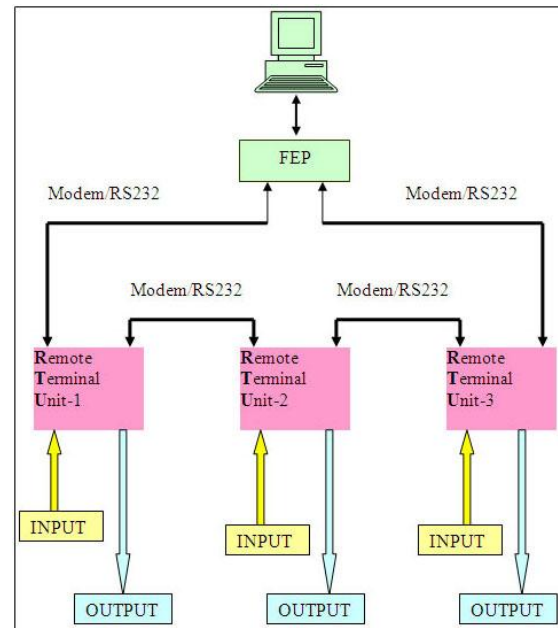 FEP
Modem/RS232
Modem/RS232
Modem/RS232
Modem/RS232
Remote
Terminal
Unit-1
Remote
Terminal
Unit-2
Remote
Terminal
Unit-3
INPUT
INPUT
INPUT
OUTPUT
OUTPUT
OUTPUT